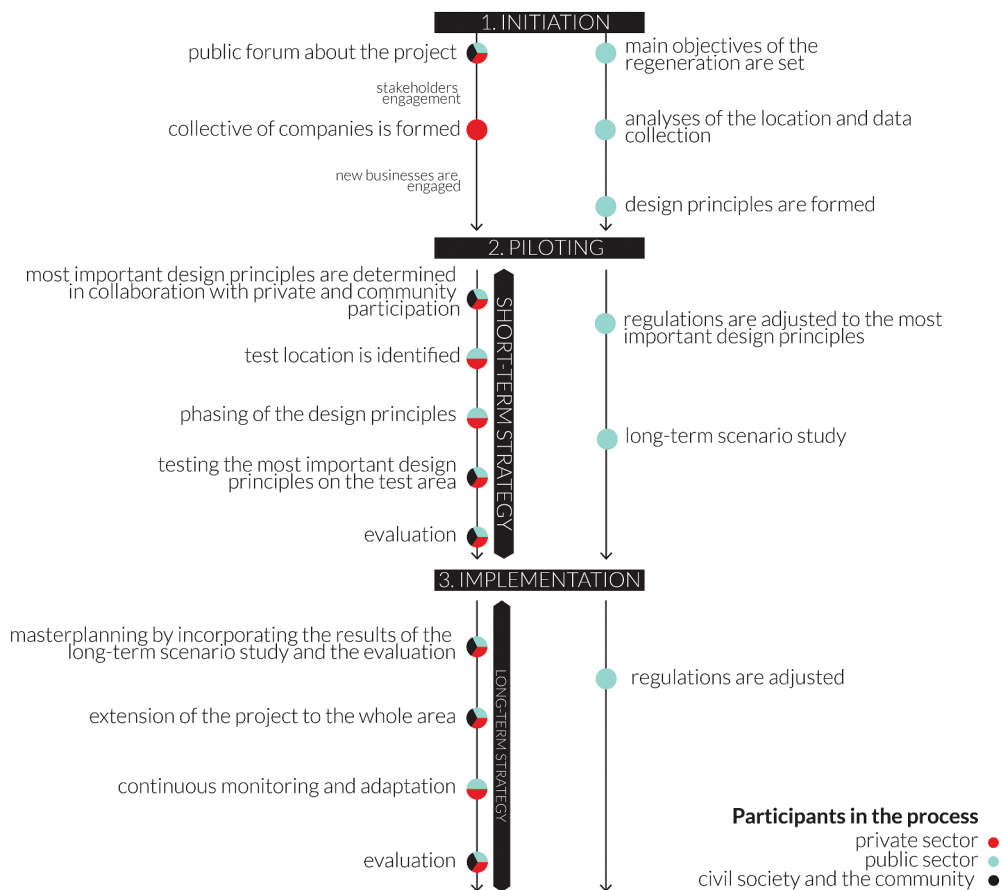 1. INITIATION
public forum about the project
main objectives of the
regeneration are set
stakeholders
engagement
collective of companies is formed
analyses of the location and data
collection
new businesses are
engaged
design principles are formed
2. PILOTING
most important design principles are determined
in collaboration with private and community
participation
SHORT-TERM STRATEGY
regulations are adjusted to the most
important design principles
test location is identified
phasing of the design principles
long-term scenario study
testing the most important design
principles on the test area
evaluation
3. IMPLEMENTATION
masterplanning by incorporating the results of the
long-term scenario study and the evaluation
LONG-TERM STRATEGY
regulations are adjusted
extension of the project to the whole area
continuous monitoring and adaptation
evaluation
Participants in the process
private sector
public sector
civil society and the community